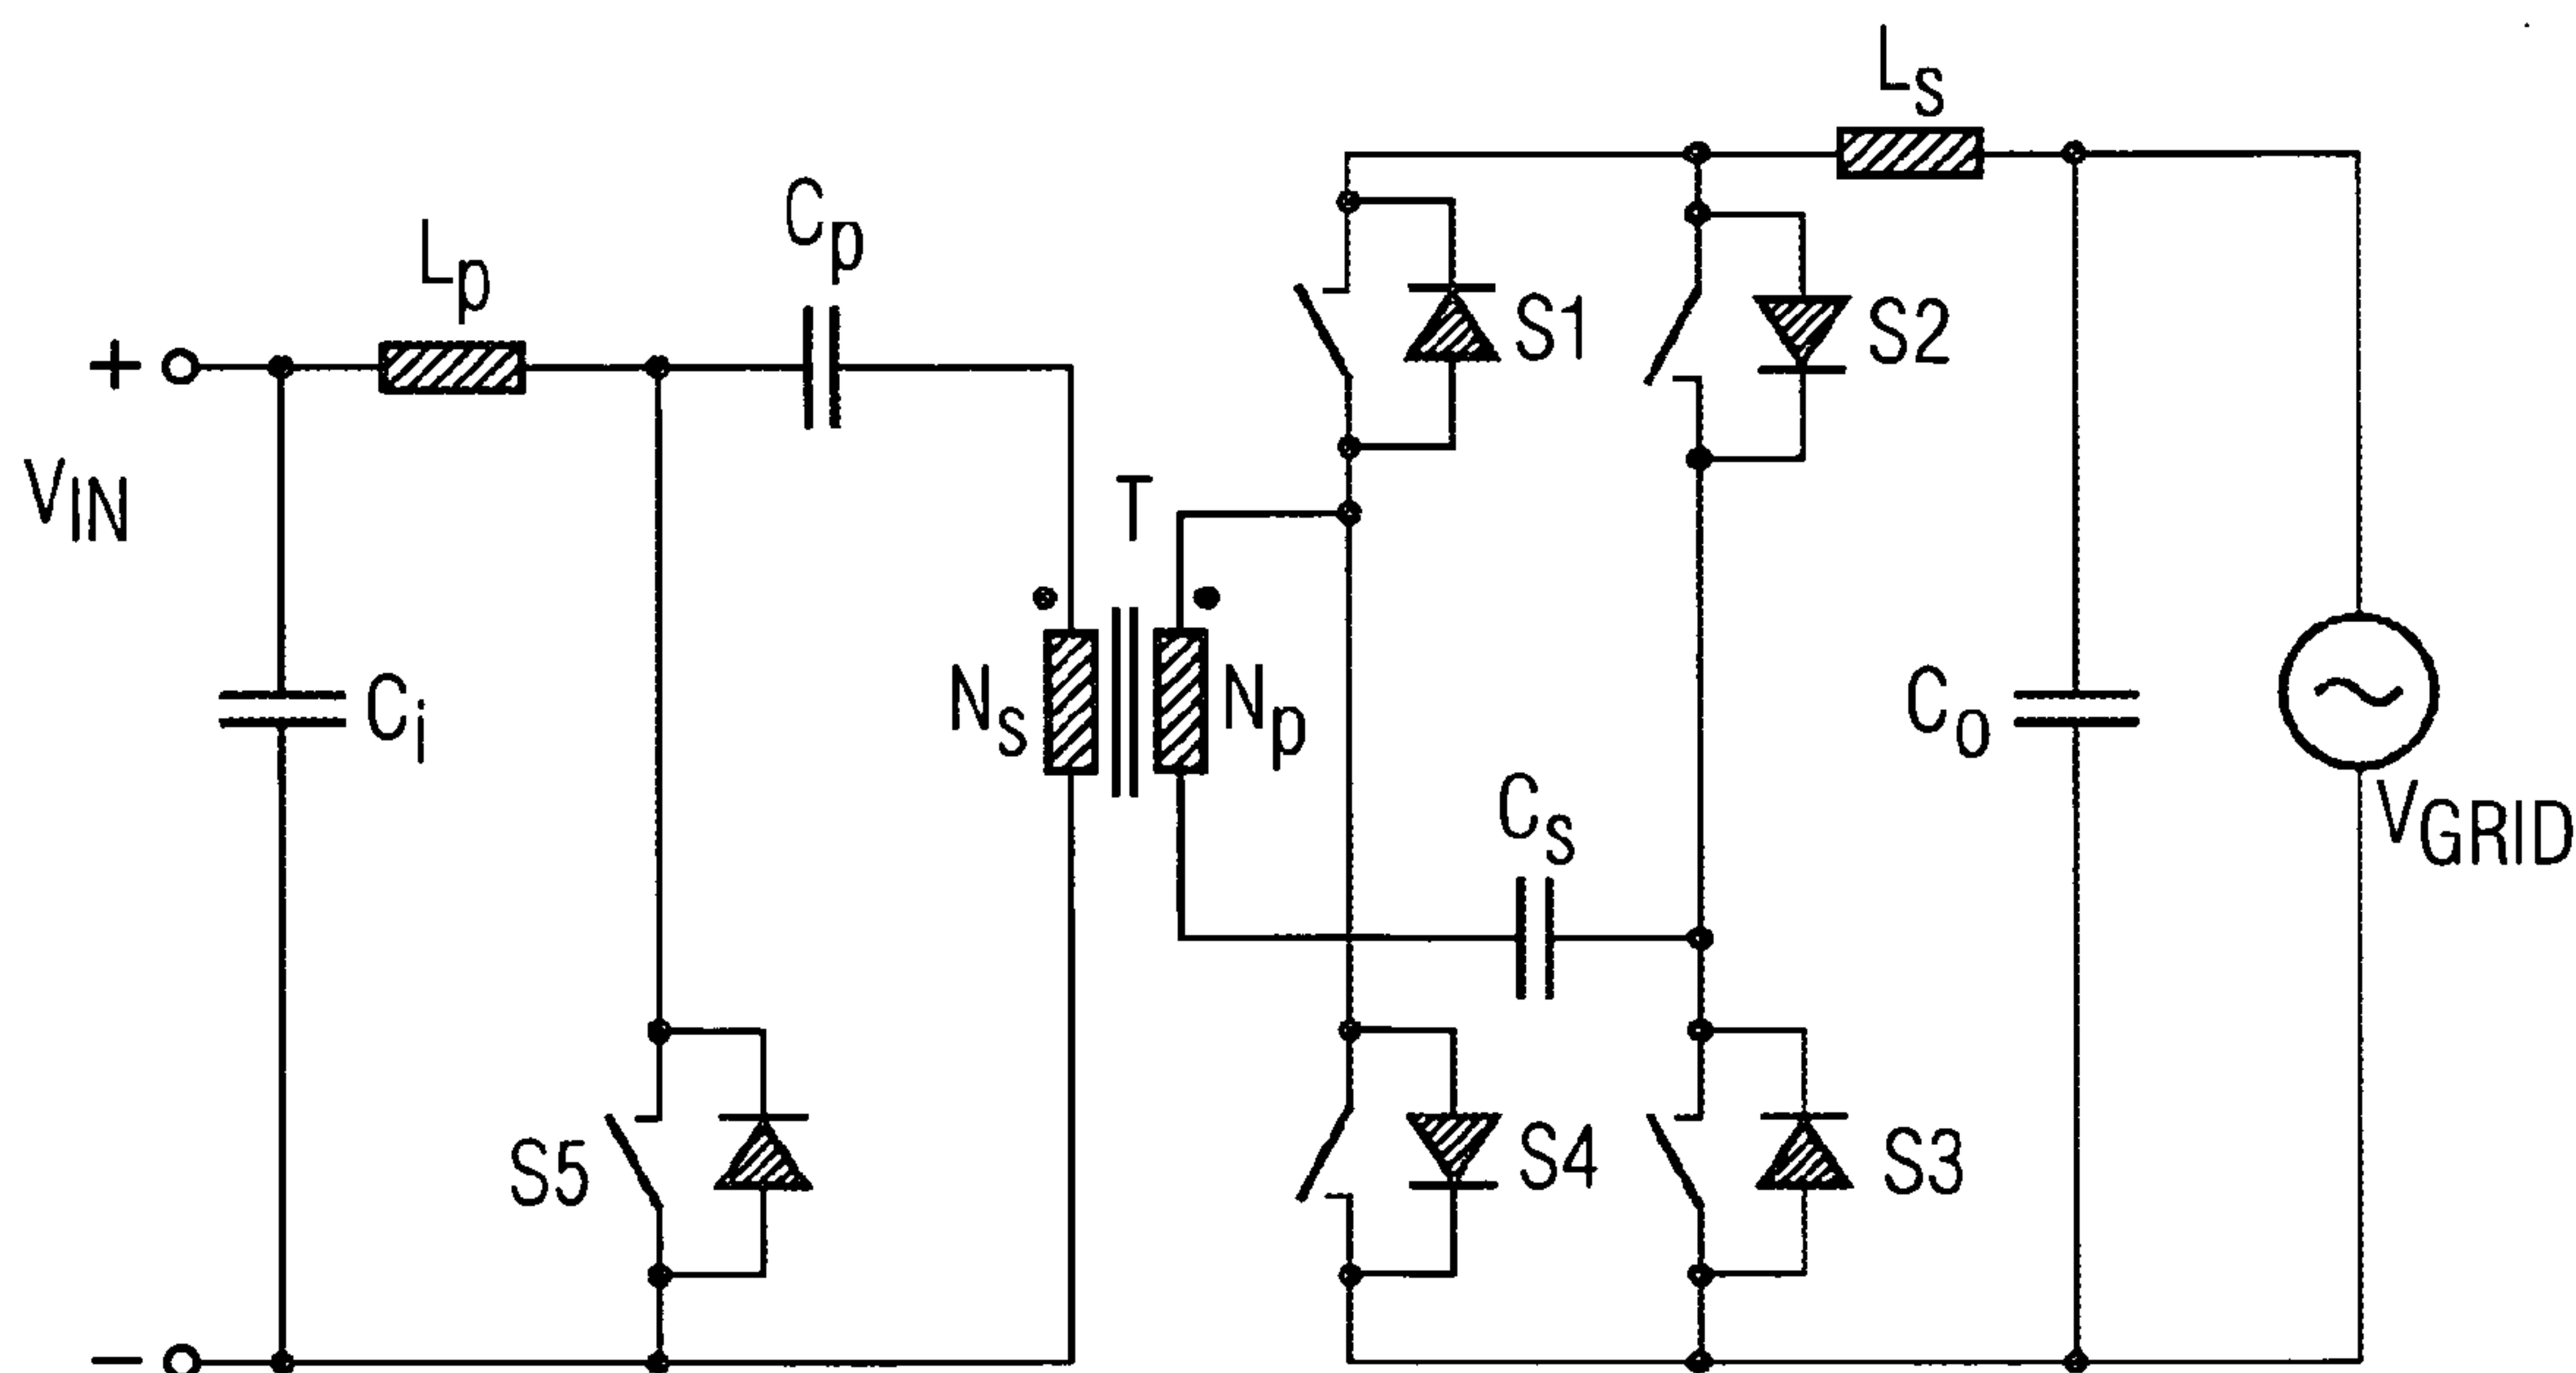 Ls
Cp
Lp
S1
S2
+
VIN
T
Ci
Ns
Np
Co
Cs
VGRID
S5
S4
S3
−